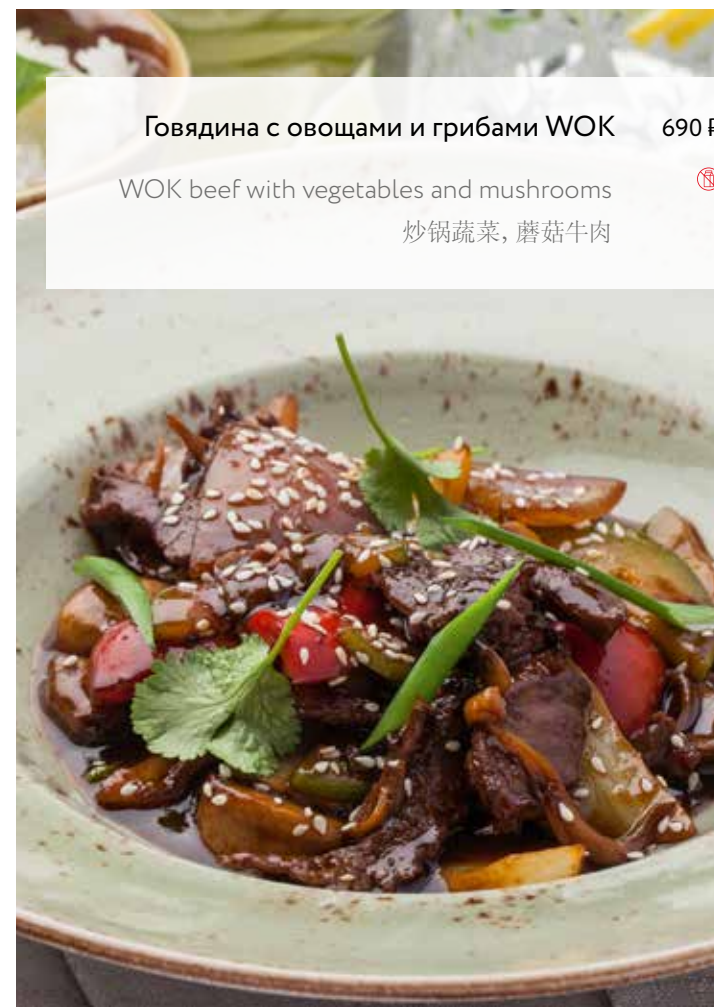 Говядина с овощами и грибами WOK 690 ₽
WOK beef with vegetables and mushrooms
炒锅蔬菜, 蘑菇牛肉